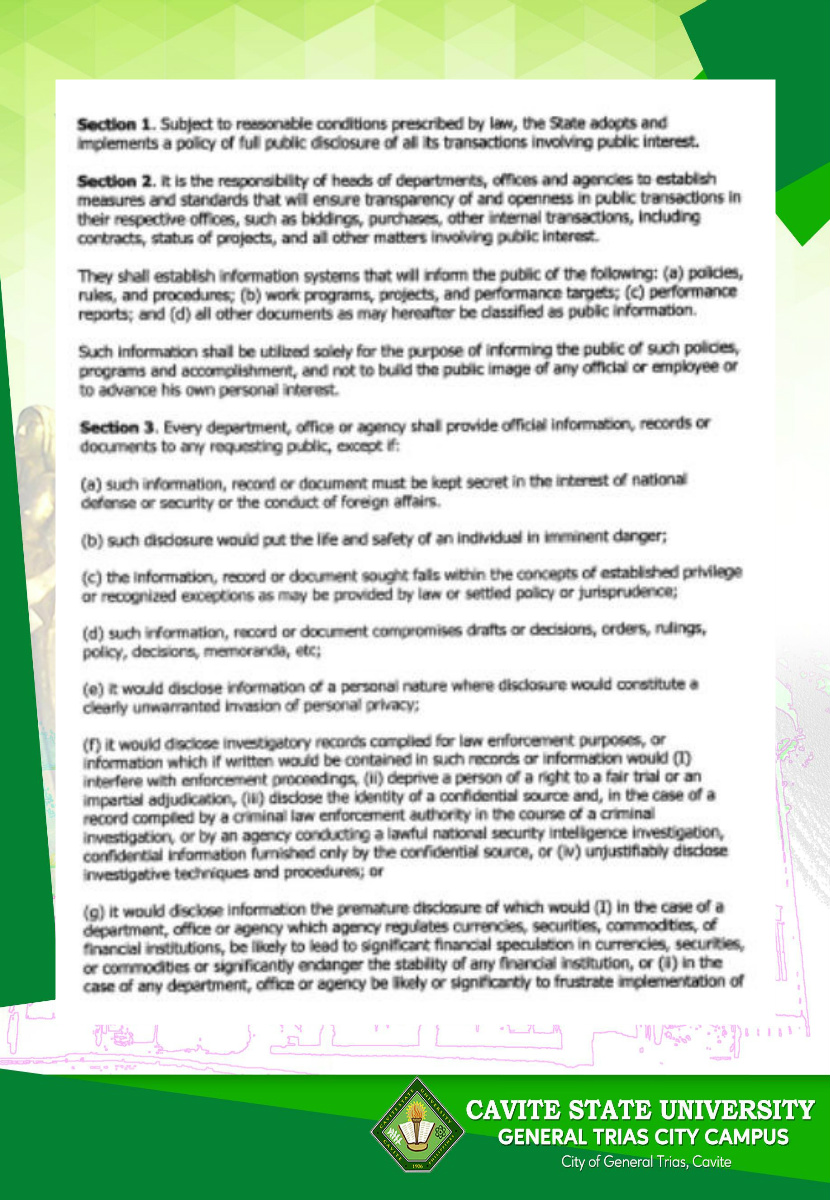 Section 1. Subject to reasonable conditions prescribed by law, the State adopts and
implements a policy of full public disclosure of all its transactions involving public interest.
Section 2. it is the responsibility of heads of departments, offices and agencies to establish
measures and standards that will ensure transparency of and openness in public transactions in
their respective offices, such as biddings, purchases, other internal transactions, including
contracts, status of projects, and all other matters involving public interest.
They shall establish information systems that will inform the public of the following: (a) policies,
rules, and procedures; (b) work programs, projects, and performance targets; (c) performance
reports; and (d) all other documents as may hereafter be classified as public information.
Such information shall be utilized solely for the purpose of informing the public of such policies,
programs and accomplishment, and not to build the public image of any official or employee or
to advance his own personal interest.
Section 3. Every department, office or agency shall provide official information, records or
documents to any requesting public, except if:
(a) such information, record or document must be kept secret in the interest of national
defense or security or the conduct of foreign affairs.
(b) such disclosure would put the life and safety of an individual in imminent danger;
(c) the information, record or document sought falls within the concepts of established privilege
or recognized exceptions as may be provided by law or settled policy or jurisprudence;
(d) such information, record or document compromises drafts or decisions, orders, rulings,
policy, decisions, memoranda, etc;
(e) it would disclose information of a personal nature where disclosure would constitute a
clearly unwarranted invasion of personal privacy;
(f) it would disclose investigatory records complied for law enforcement purposes, or
information which if written would be contained in such records or information would (I)
interfere with enforcement proceedings, (ii) deprive a person of a right to a fair trial or an
impartial adjudication, (iii) disclose the identity of a confidential source and, in the case of a
record complied by a criminal law enforcement authority in the course of a criminal
investigation, or by an agency conducting a lawful national security intelligence investigation,
confidential information furnished only by the confidential source, or (iv) unjustifiably disclose
investigative techniques and procedures; or
(g) it would disclose information the premature disclosure of which would (I) in the case of a
department, office or agency which agency regulates currencies, securities, commodities, of
financial institutions, be likely to lead to significant financial speculation in currencies, securities,
or commodities or significantly endanger the stability of any financial institution, or (ii) in the
case of any department, office or agency be likely or significantly to frustrate implementation of
CAVITE STATE UNIVERSITY
GENERAL TRIAS CITY CAMPUS
City of General Trias, Cavite
1906